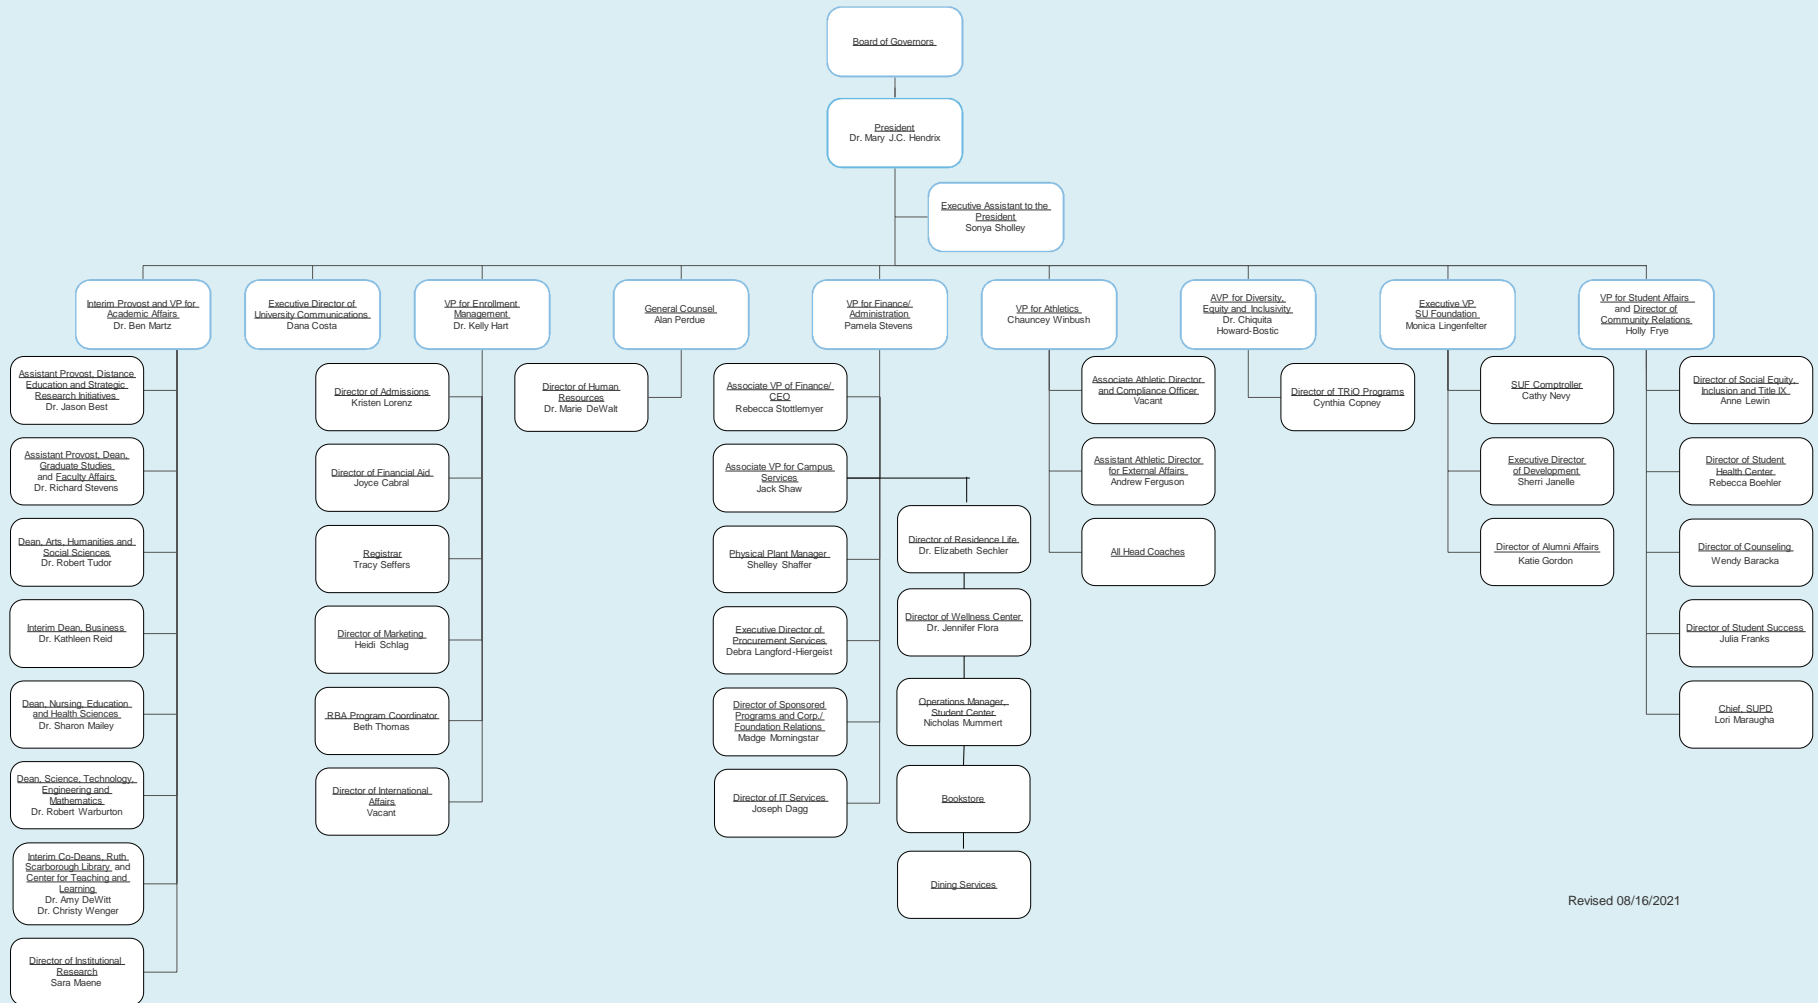 Board of Governors
President
Dr. Mary J.C. Hendrix
Executive Assistant to the
President
Sonya Sholley
Interim Provost and VP for
Academic Affairs
Dr. Ben Martz
Executive Director of
University Communications
Dana Costa
VP for Enrollment
Management
Dr. Kelly Hart
General Counsel
Alan Perdue
VP for Finance/
Administration
Pamela Stevens
VP for Athletics
Chauncey Winbush
AVP for Diversity,
Equity and Inclusivity
Dr. Chiquita
Howard-Bostic
Executive VP
SU Foundation
Monica Lingenfelter
VP for Student Affairs
and Director of
Community Relations
Holly Frye
Assistant Provost, Distance
Education and Strategic
Research Initiatives
Dr. Jason Best
Assistant Provost, Dean,
Graduate Studies
and Faculty Affairs
Dr. Richard Stevens
Dean, Arts, Humanities and
Social Sciences
Dr. Robert Tudor
Interim Dean, Business
Dr. Kathleen Reid
Dean, Nursing, Education
and Health Sciences
Dr. Sharon Mailey
Dean, Science, Technology,
Engineering and
Mathematics
Dr. Robert Warburton
Interim Co-Deans, Ruth
Scarborough Library and
Center for Teaching and
Learning
Dr. Amy DeWitt
Dr. Christy Wenger
Director of Institutional
Research
Sara Maene
Director of Admissions
Kristen Lorenz
Director of Financial Aid
Joyce Cabral
Registrar
Tracy Seffers
Director of Marketing
Heidi Schlag
RBA Program Coordinator
Beth Thomas
Director of International
Affairs
Vacant
Director of Human
Resources
Dr. Marie DeWalt
Associate VP of Finance/
CEO
Rebecca Stottlemyer
Associate VP for Campus
Services
Jack Shaw
Physical Plant Manager
Shelley Shaffer
Executive Director of
Procurement Services
Debra Langford-Hiergeist
Director of Sponsored
Programs and Corp./
Foundation Relations
Madge Morningstar
Director of IT Services
Joseph Dagg
Director of Residence Life
Dr. Elizabeth Sechler
Director of Wellness Center
Dr. Jennifer Flora
Operations Manager,
Student Center
Nicholas Mummert
Bookstore
Dining Services
Associate Athletic Director
and Compliance Officer
Vacant
Assistant Athletic Director
for External Affairs
Andrew Ferguson
All Head Coaches
Director of TRiO Programs
Cynthia Copney
SUF Comptroller
Cathy Nevy
Executive Director
of Development
Sherri Janelle
Director of Alumni Affairs
Katie Gordon
Director of Social Equity,
Inclusion and Title IX
Anne Lewin
Director of Student
Health Center
Rebecca Boehler
Director of Counseling
Wendy Baracka
Director of Student Success
Julia Franks
Chief, SUPD
Lori Maraugha
Revised 08/16/2021